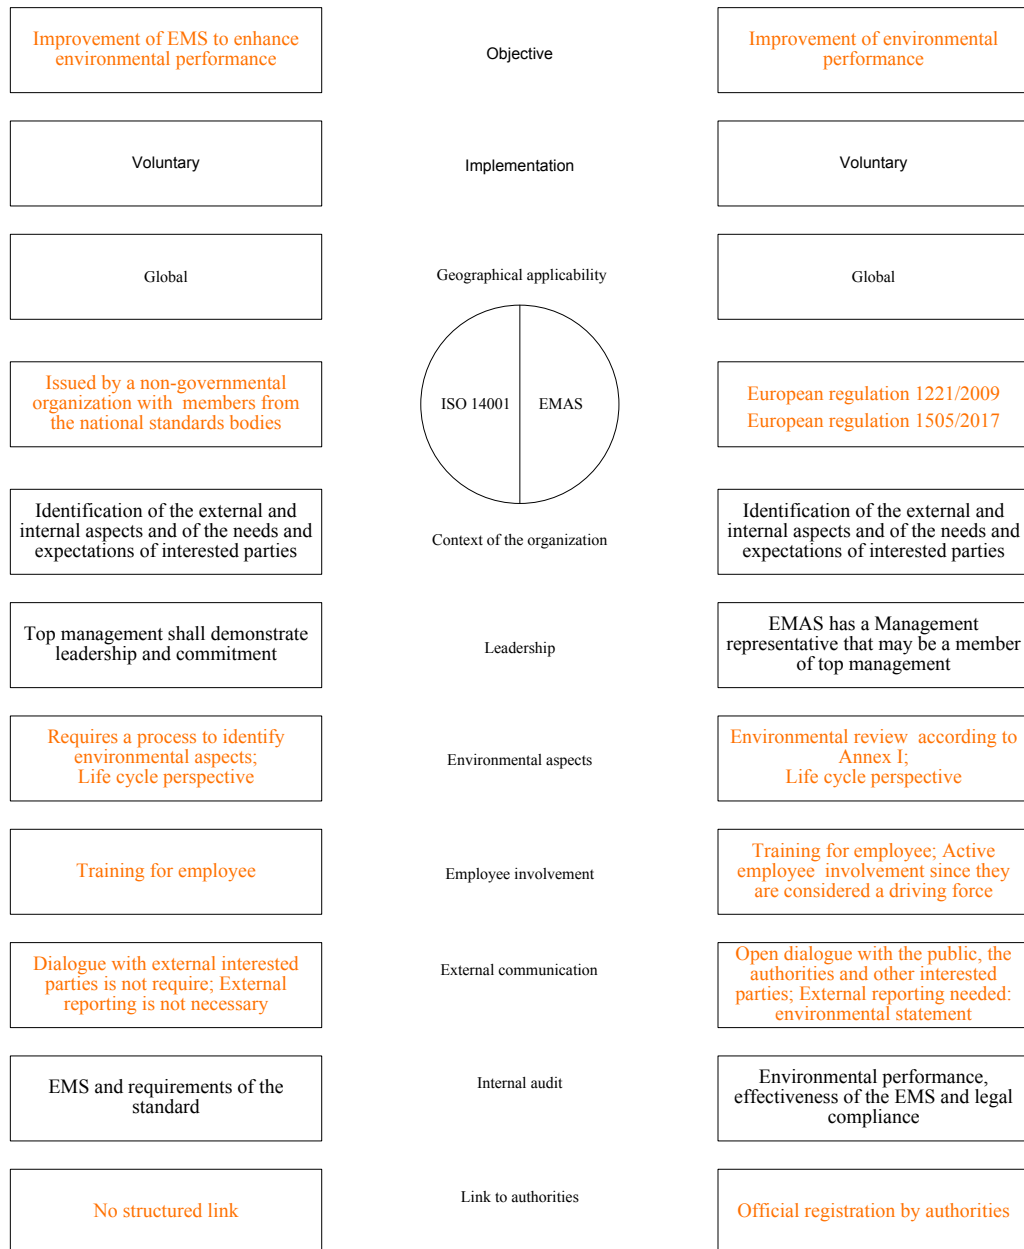 Improvement of EMS to enhance
environmental performance
Objective
Improvement of environmental
performance
Voluntary
Implementation
Voluntary
Global
Geographical applicability
Global
Issued by a non-governmental
organization with members from
the national standards bodies
ISO 14001
EMAS
European regulation 1221/2009
European regulation 1505/2017
Identification of the external and
internal aspects and of the needs and
expectations of interested parties
Context of the organization
Identification of the external and
internal aspects and of the needs and
expectations of interested parties
Top management shall demonstrate
leadership and commitment
Leadership
EMAS has a Management
representative that may be a member
of top management
Requires a process to identify
environmental aspects;
Life cycle perspective
Environmental aspects
Environmental review according to
Annex I;
Life cycle perspective
Training for employee
Employee involvement
Training for employee; Active
employee involvement since they
are considered a driving force
Dialogue with external interested
parties is not require; External
reporting is not necessary
External communication
Open dialogue with the public, the
authorities and other interested
parties; External reporting needed:
environmental statement
EMS and requirements of the
standard
Internal audit
Environmental performance,
effectiveness of the EMS and legal
compliance
No structured link
Link to authorities
Official registration by authorities